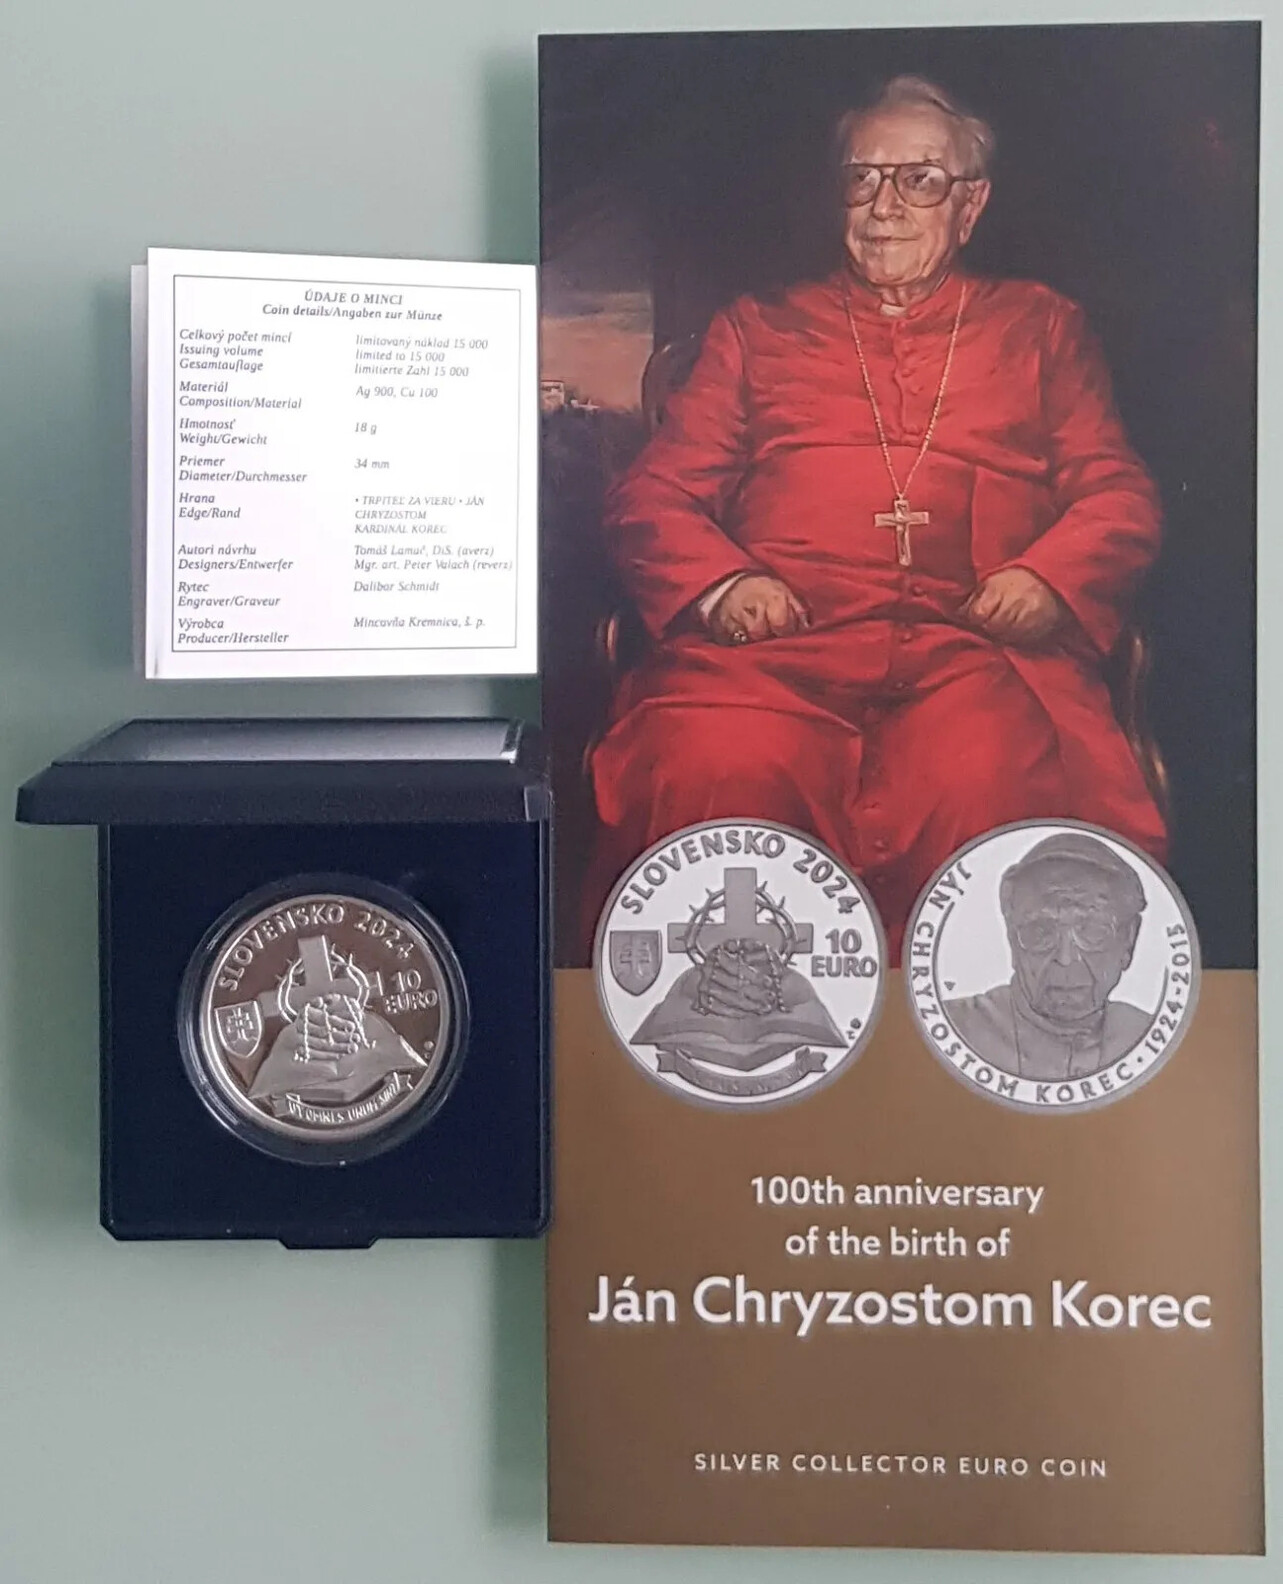 ÚDAJE O MINCI
Coin details/Angaben zur Münze
Celkový počet mincí
Issuing volume
Gesamtauflage
limitovaný náklad 15 000
limited to 15 000
limitierte Zahl 15 000
Materiál
Composition/Material
Ag 900, Cu 100
Hmotnosť
Weight/Gewicht
18 g
Priemer
Diameter/Durchmesser
34 mm
Hrana
Edge/Rand
• TRPITEĽ ZA VIERU • JÁN
CHRYZOSTOM
KARDINÁL KOREC
Autori návrhu
Designers/Entwerfer
Tomáš Lamač, DiS. (averz)
Mgr. art. Peter Valach (reverz)
Rytec
Engraver/Graveur
Dalibor Schmidt
Výrobca
Producer/Hersteller
Mincovňa Kremnica, š. p.
SLOVENSKO 2024
10
EURO
SLOVENSKO 2024
10
EURO
JÁN CHRYZOSTOM KOREC · 1924-2015
100th anniversary
of the birth of
Ján Chryzostom Korec
SILVER COLLECTOR EURO COIN